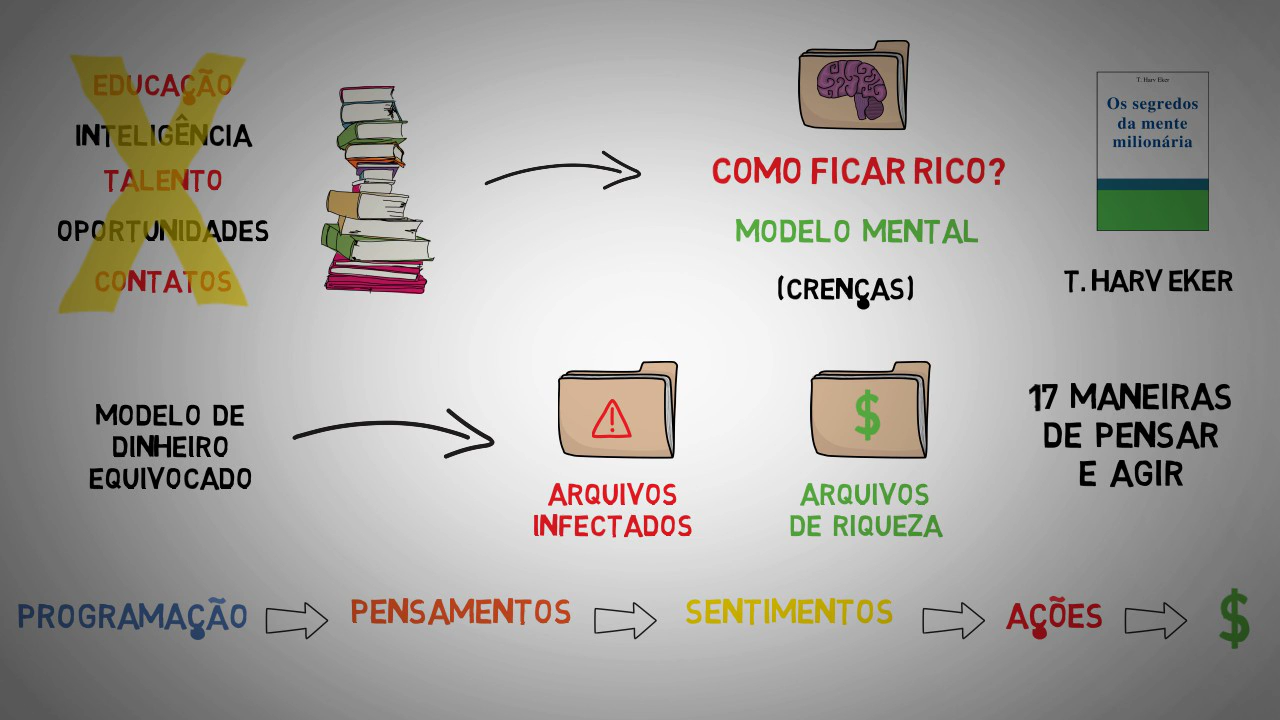 EDUCAÇÃO
INTELIGÊNCIA
TALENTO
OPORTUNIDADES
CONTATOS
COMO FICAR RICO?
MODELO MENTAL
(CRENÇAS)
T. Harv Eker
Os segredos
da mente
milionária
T. HARV EKER
MODELO DE
DINHEIRO
EQUIVOCADO
ARQUIVOS
INFECTADOS
$
ARQUIVOS
DE RIQUEZA
17 MANEIRAS
DE PENSAR
E AGIR
PROGRAMAÇÃO PENSAMENTOS SENTIMENTOS AÇÕES $